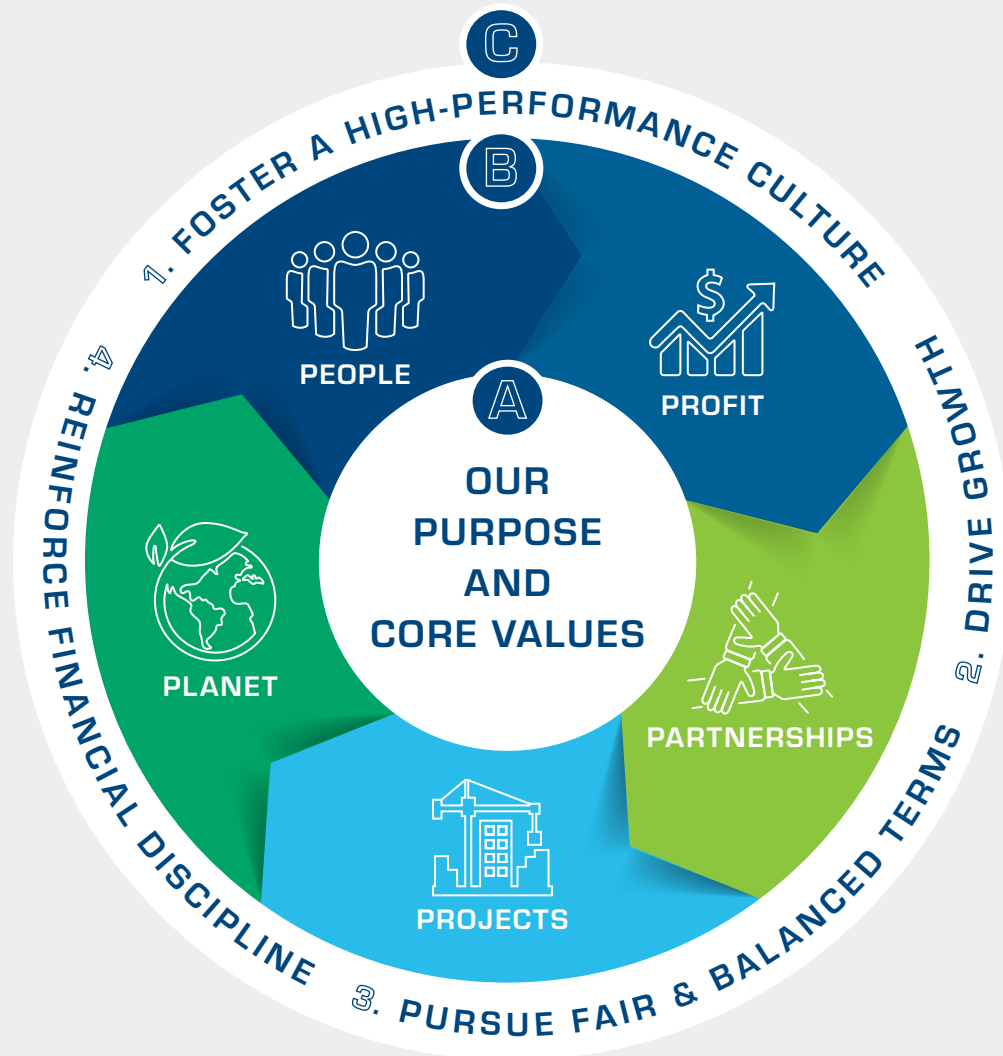 C
1. FOSTER A HIGH-PERFORMANCE CULTURE
B
PEOPLE
$
PROFIT
A
OUR
PURPOSE
AND
CORE VALUES
2. DRIVE GROWTH
PARTNERSHIPS
PLANET
PROJECTS
3. PURSUE FAIR & BALANCED TERMS
4. REINFORCE FINANCIAL DISCIPLINE